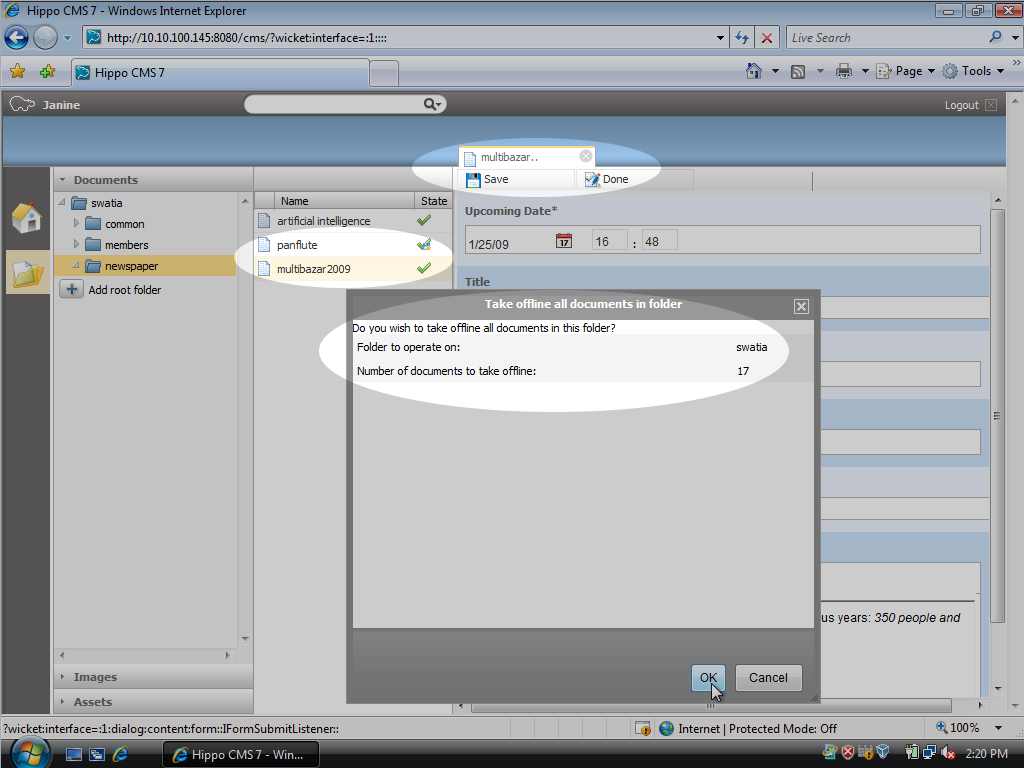 Hippo CMS 7 - Windows Internet Explorer
http://10.10.100.145:8080/cms/?wicket:interface=:1::::
Live Search
Hippo CMS 7
Page
Tools
Janine
Logout
multibazar..
Save
Done
Documents
swatia
common
members
newspaper
Add root folder
Name State
artificial intelligence
panflute
multibazar2009
Upcoming Date*
1/25/09 17 16 : 48
Title
Take offline all documents in folder
Do you wish to take offline all documents in this folder?
Folder to operate on: swatia
Number of documents to take offline: 17
us years: 350 people and
OK
Cancel
Images
Assets
?wicket:interface=:1:dialog:content:form::IFormSubmitListener::
Internet | Protected Mode: Off
100%
Hippo CMS 7 - Win...
2:20 PM